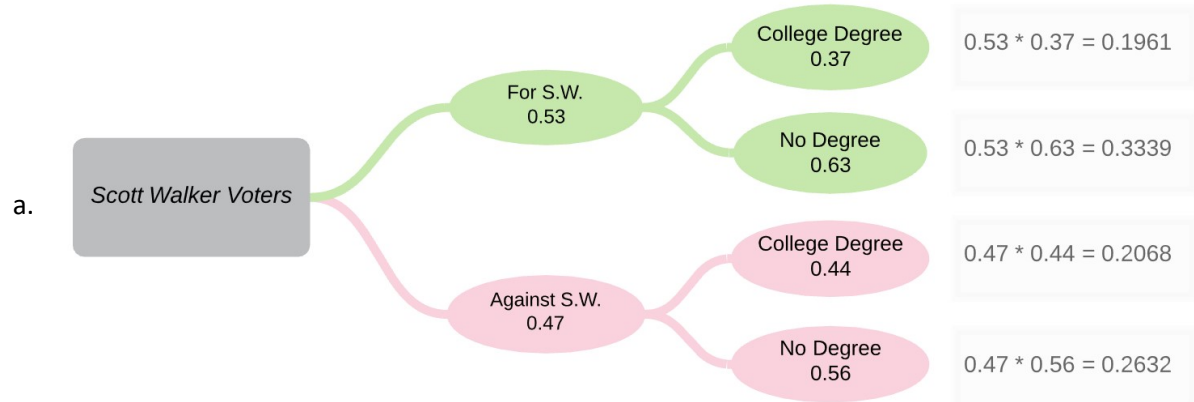 College Degree
0.37
0.53 * 0.37 = 0.1961
For S.W.
0.53
No Degree
0.63
0.53 * 0.63 = 0.3339
a.
Scott Walker Voters
College Degree
0.44
0.47 * 0.44 = 0.2068
Against S.W.
0.47
No Degree
0.56
0.47 * 0.56 = 0.2632